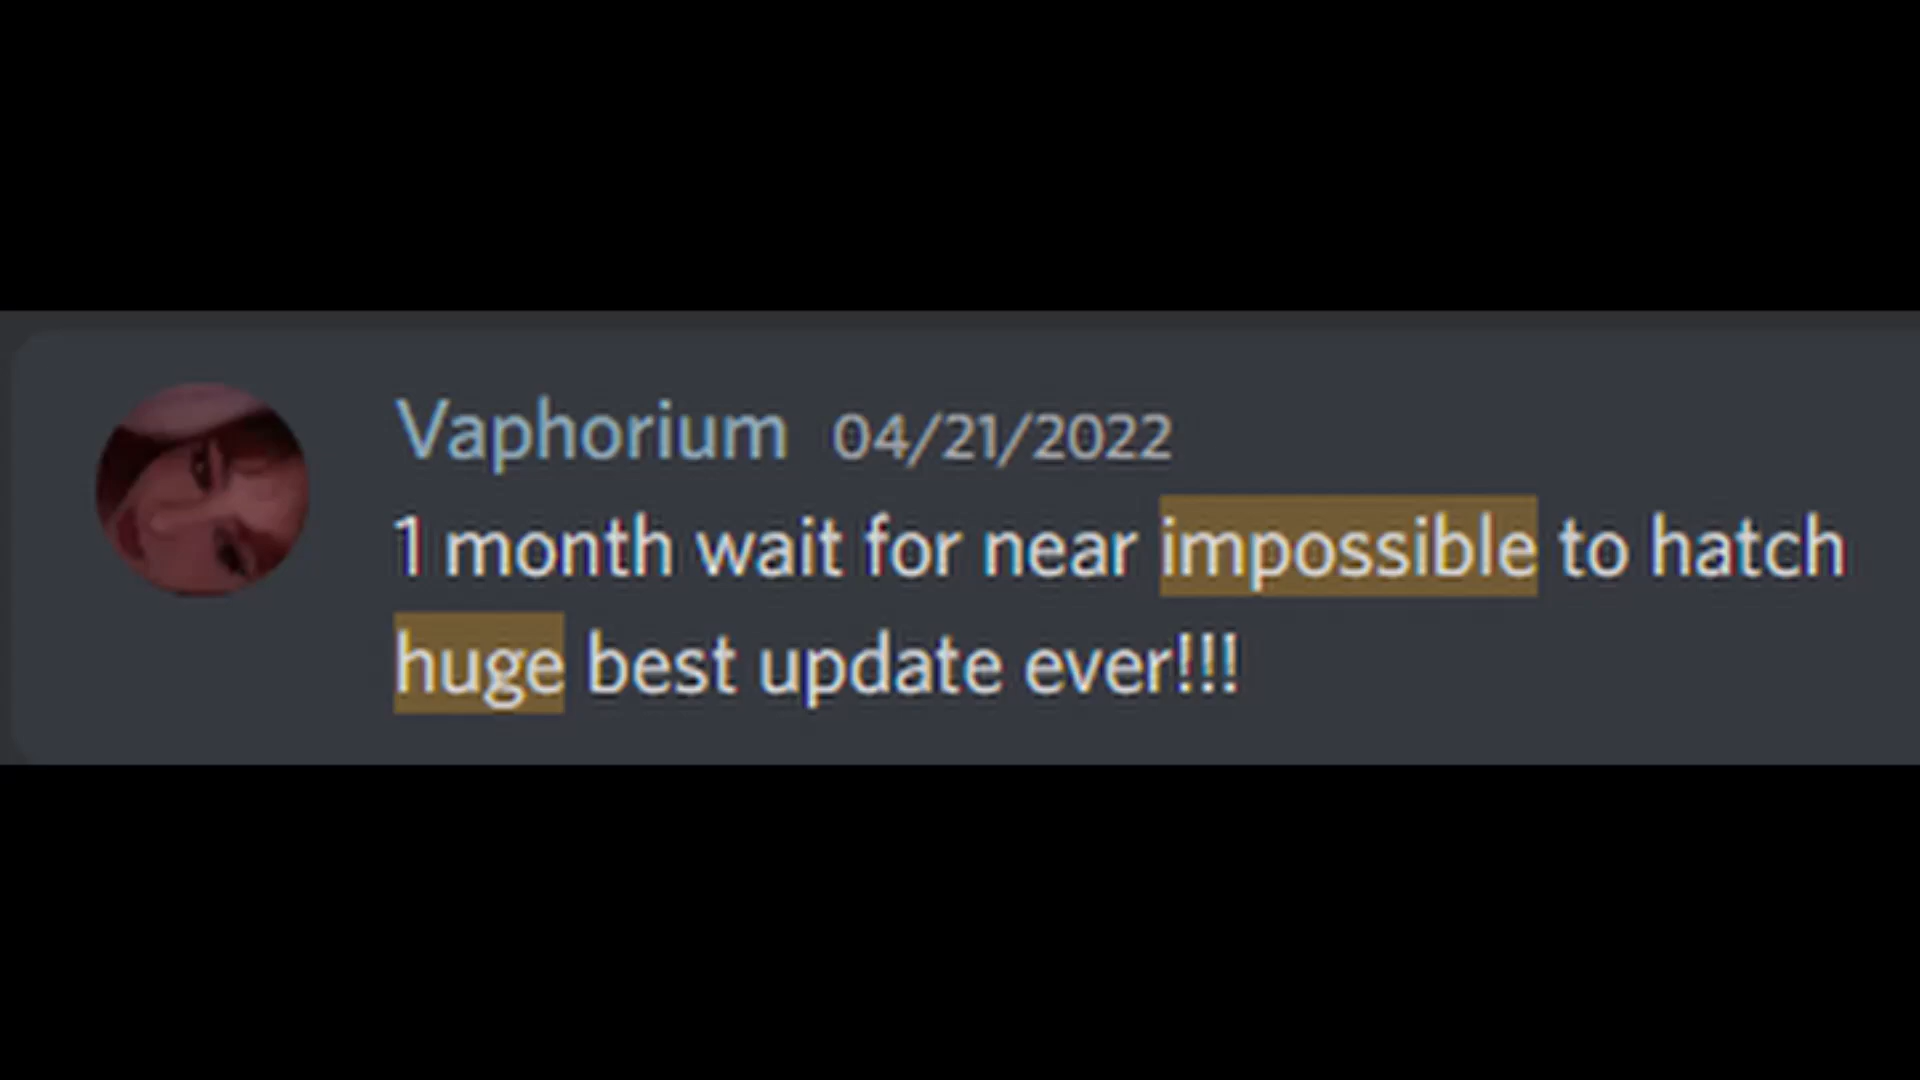 Vaphorium 04/21/2022
1 month wait for near impossible to hatch
huge best update ever!!!